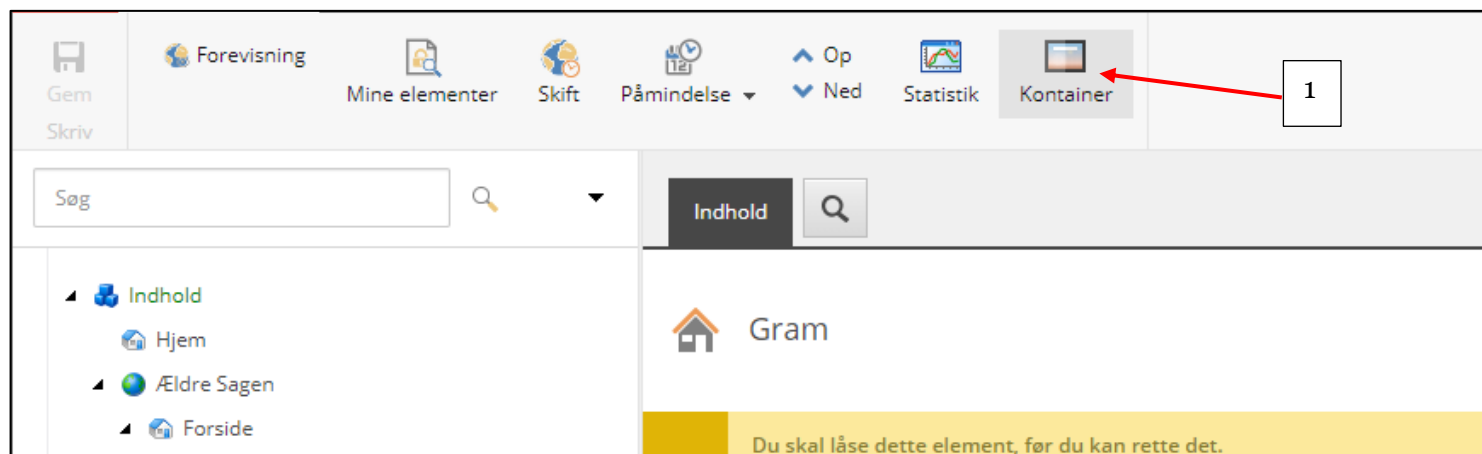 Forevisning
Op
Gem
Mine elementer
Skift
Påmindelse
Ned
Statistik
Kontainer
1
Skriv
Søg
Indhold
Indhold
Hjem
Gram
Ældre Sagen
Forside
Du skal låse dette element, før du kan rette det.